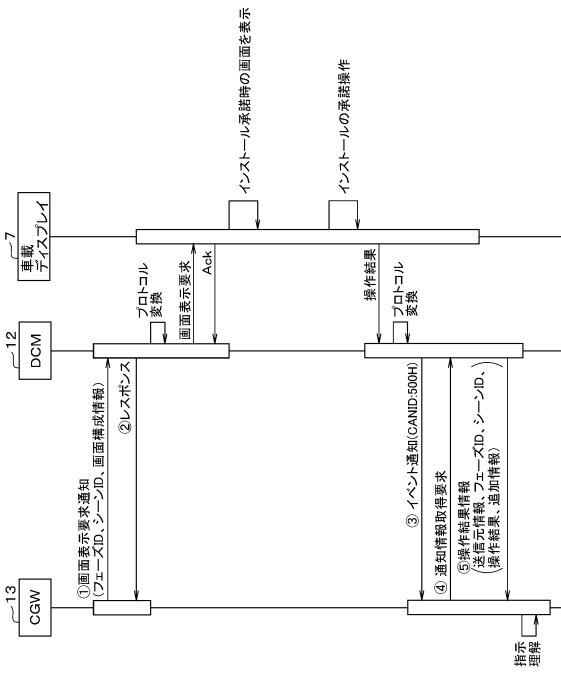 13
CGW
12
DCM
7
車載
ディスプレイ
①画面表示要求通知
(フェーズID、シーンID、画面構成情報)
②レスポンス
プロトコル
変換
画面表示要求
Ack
インストール承諾時の画面を表示
インストールの承諾操作
操作結果
プロトコル
変換
③ イベント通知(CANID:500H)
④ 通知情報取得要求
⑤操作結果情報
(送信元情報、フェーズID、シーンID、
操作結果、追加情報)
指示
理解